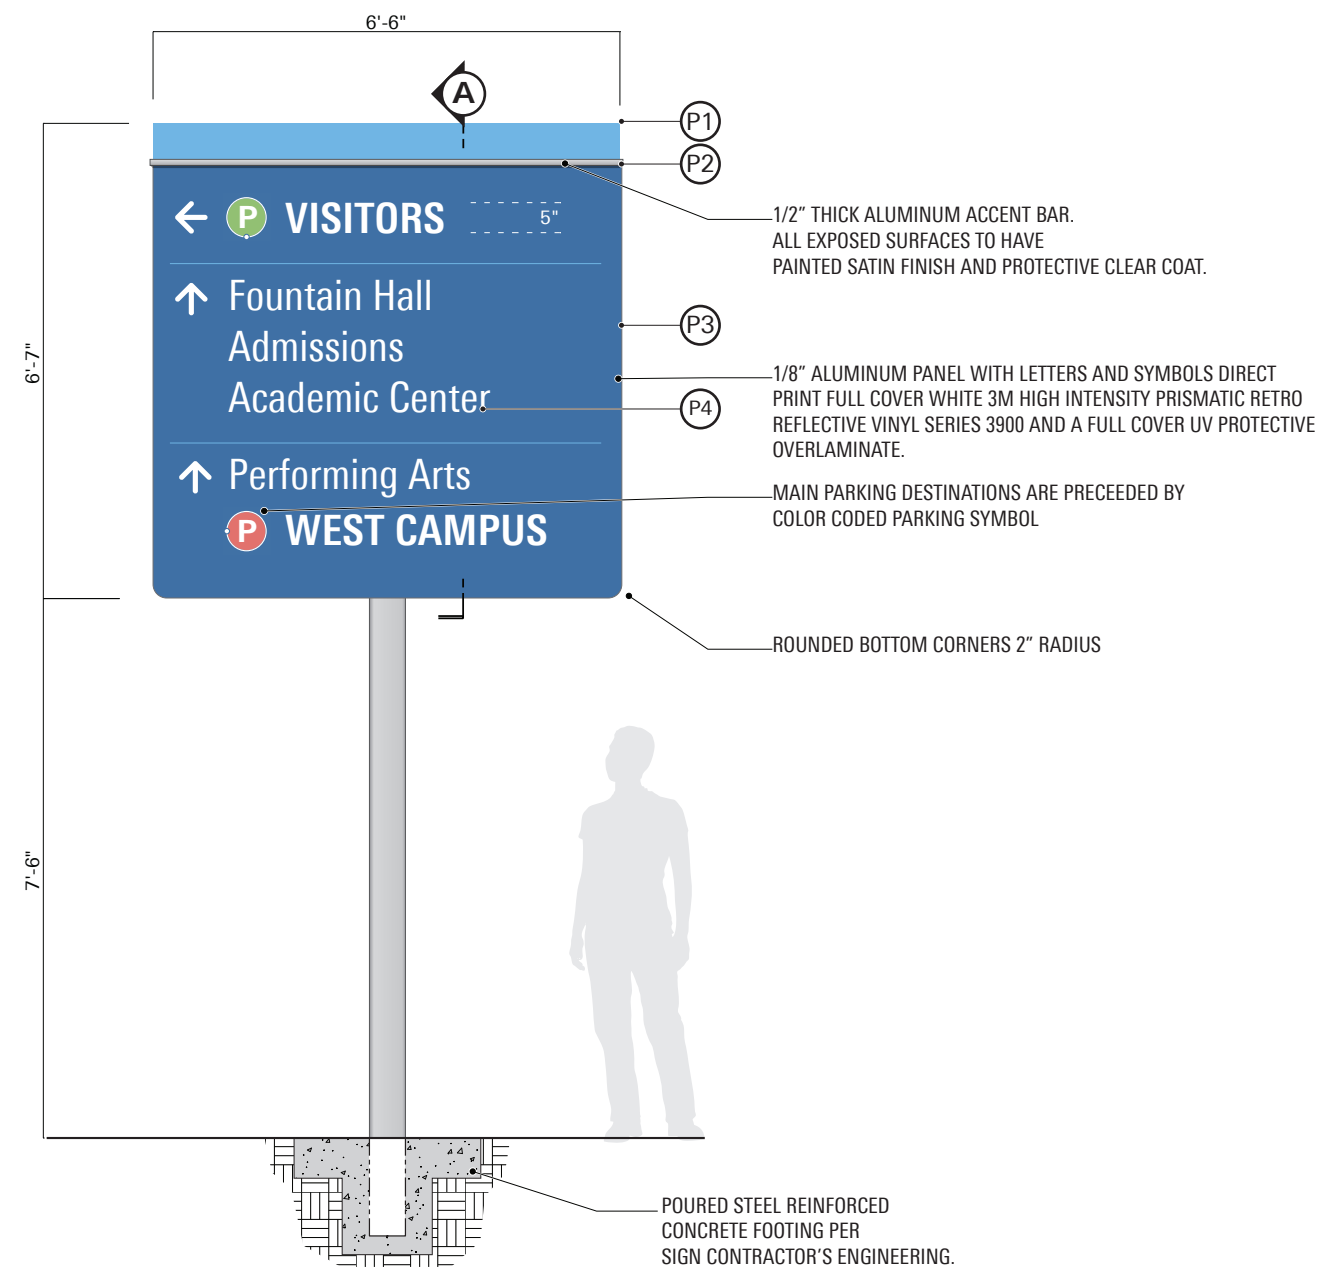 6'-6"
A
P1
P2
VISITORS
P
5"
1/2” THICK ALUMINUM ACCENT BAR.
ALL EXPOSED SURFACES TO HAVE
PAINTED SATIN FINISH AND PROTECTIVE CLEAR COAT.
Fountain Hall
Admissions
Academic Center
P3
6'-7"
1/8” ALUMINUM PANEL WITH LETTERS AND SYMBOLS DIRECT
PRINT FULL COVER WHITE 3M HIGH INTENSITY PRISMATIC RETRO
REFLECTIVE VINYL SERIES 3900 AND A FULL COVER UV PROTECTIVE
OVERLAMINATE.
P4
Performing Arts
P WEST CAMPUS
MAIN PARKING DESTINATIONS ARE PRECEEDED BY
COLOR CODED PARKING SYMBOL
ROUNDED BOTTOM CORNERS 2” RADIUS
7'-6"
POURED STEEL REINFORCED
CONCRETE FOOTING PER
SIGN CONTRACTOR’S ENGINEERING.